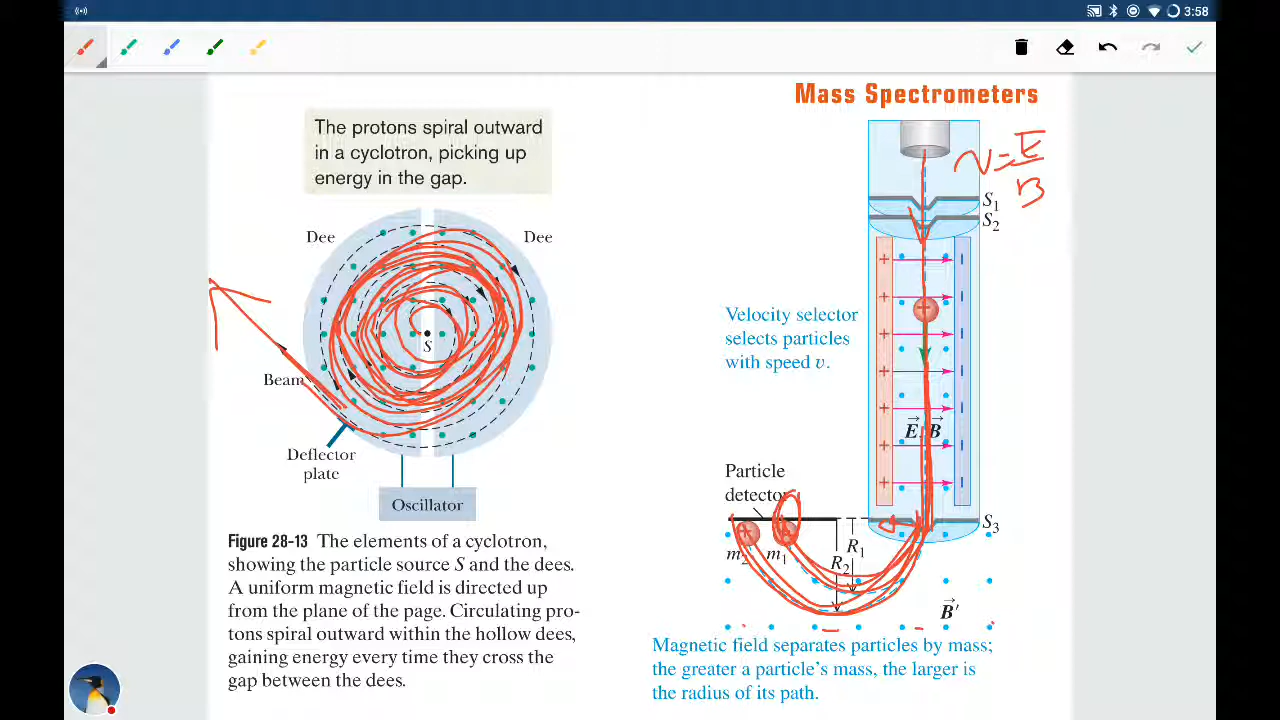 3:58
The protons spiral outward
in a cyclotron, picking up
energy in the gap.
Dee
Dee
S
Beam
Deflector
plate
Oscillator
Figure 28-13 The elements of a cyclotron,
showing the particle source S and the dees.
A uniform magnetic field is directed up
from the plane of the page. Circulating pro-
tons spiral outward within the hollow dees,
gaining energy every time they cross the
gap between the dees.
Mass Spectrometers
v = E/B
S1
S2
+ −
+ −
+ −
+
+ −
+ −
+ −
+ −
Velocity selector
selects particles
with speed v.
E B
Particle
detector
S3
m2 m1
R1
R2
B′
Magnetic field separates particles by mass;
the greater a particle's mass, the larger is
the radius of its path.